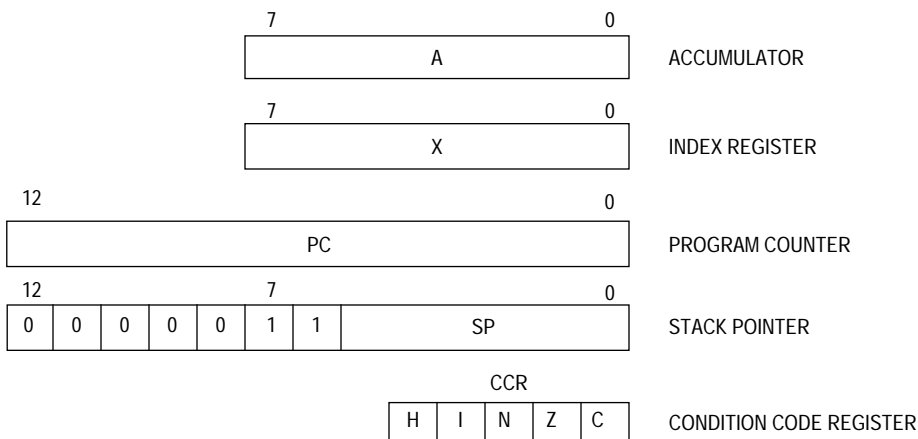 7 0
A ACCUMULATOR
7 0
X INDEX REGISTER
12 0
PC PROGRAM COUNTER
12 7 0
0 0 0 0 0 1 1 SP STACK POINTER
CCR
H I N Z C CONDITION CODE REGISTER